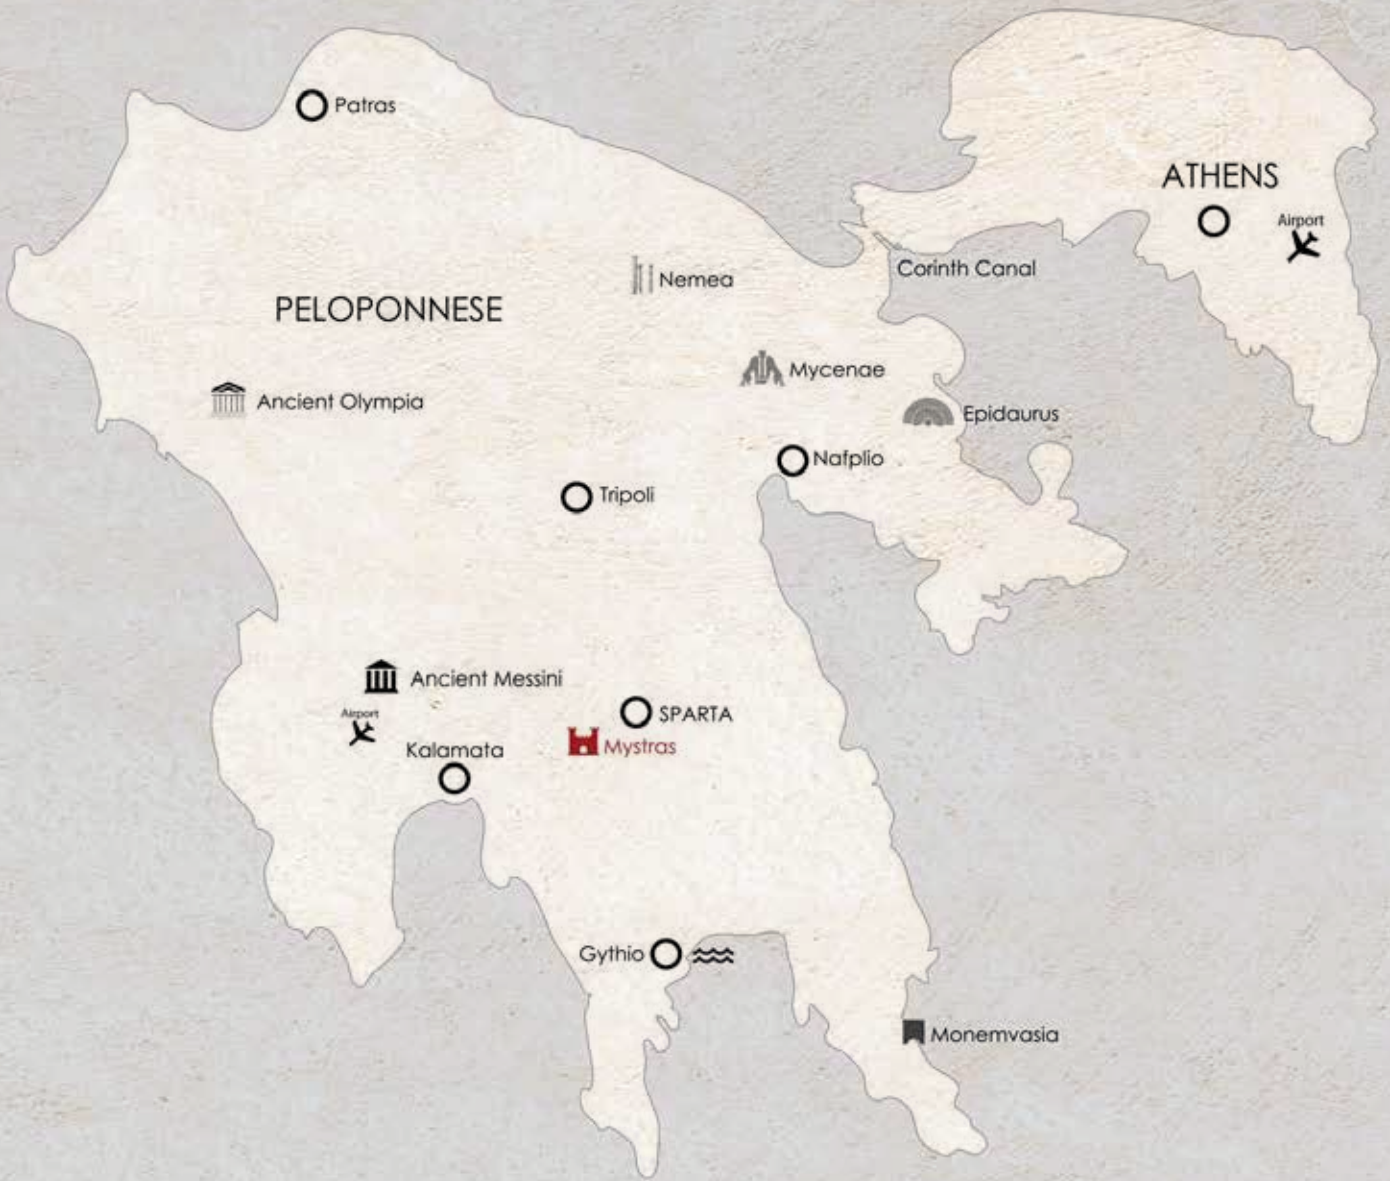 Patras
ATHENS
Airport
Corinth Canal
Nemea
PELOPONNESE
Mycenae
Ancient Olympia
Epidaurus
Nafplio
Tripoli
Ancient Messini
Airport
SPARTA
Mystras
Kalamata
Gythio
Monemvasia